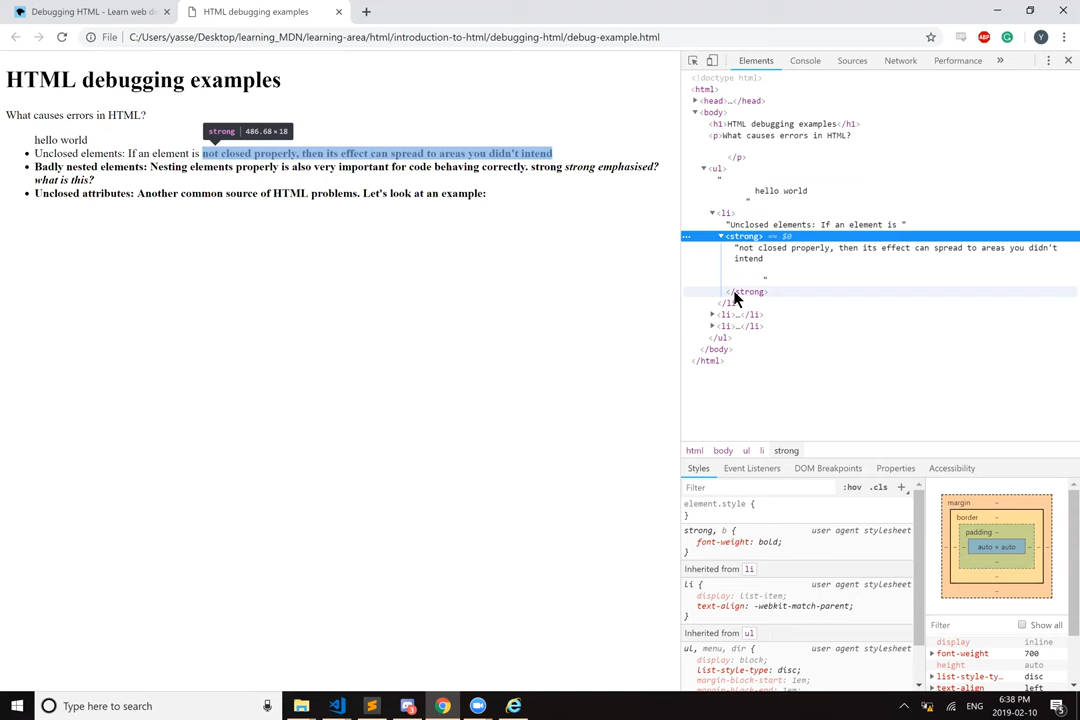 Debugging HTML - Learn web d
HTML debugging examples
File
C:/Users/yasse/Desktop/learning_MDN/learning-area/html/introduction-to-html/debugging-html/debug-example.html
ABP
Y
HTML debugging examples
What causes errors in HTML?
strong | 486.68 × 18
hello world
Unclosed elements: If an element is not closed properly, then its effect can spread to areas you didn't intend
Badly nested elements: Nesting elements properly is also very important for code behaving correctly. strong strong emphasised?
what is this?
Unclosed attributes: Another common source of HTML problems. Let's look at an example:
Elements Console Sources Network Performance »
<!doctype html>
<html>
<head>…</head>
<body>
<h1>HTML debugging examples</h1>
<p>What causes errors in HTML?
</p>
<ul>
"
hello world
"
<li>
"Unclosed elements: If an element is "
… <strong> == $0
"not closed properly, then its effect can spread to areas you didn't
intend
"
</strong>
</li>
<li>…</li>
<li>…</li>
</ul>
</body>
</html>
html body ul li strong
Styles Event Listeners DOM Breakpoints Properties Accessibility
Filter :hov .cls +
element.style {
}
strong, b { user agent stylesheet
font-weight: bold;
}
Inherited from li
li { user agent stylesheet
display: list-item;
text-align: -webkit-match-parent;
}
Inherited from ul
ul, menu, dir { user agent stylesheet
display: block;
list-style-type: disc;
margin-block-start: 1em;
margin-block-end: 1em;
margin –
border –
padding –
– – – auto × auto – – –
–
–
–
Filter Show all
display inline
font-weight 700
height auto
list-style-ty… disc
text-align left
Type here to search
ENG
6:38 PM
2019-02-10
5